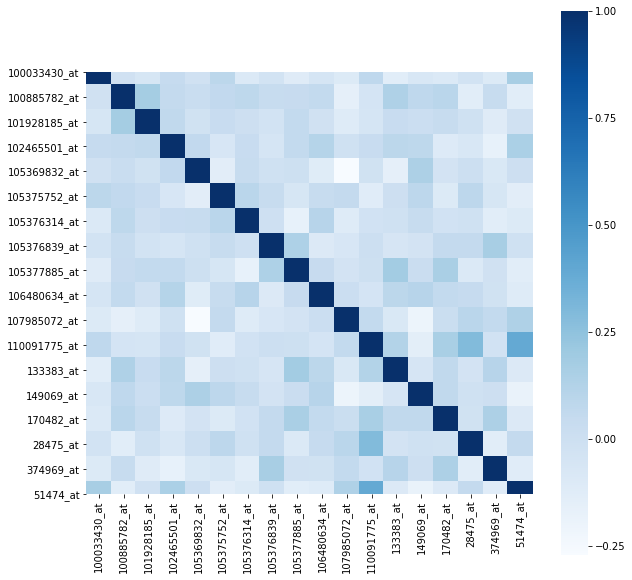 100033430_at
100885782_at
101928185_at
102465501_at
105369832_at
105375752_at
105376314_at
105376839_at
105377885_at
106480634_at
107985072_at
110091775_at
133383_at
149069_at
170482_at
28475_at
374969_at
51474_at
100033430_at
100885782_at
101928185_at
102465501_at
105369832_at
105375752_at
105376314_at
105376839_at
105377885_at
106480634_at
107985072_at
110091775_at
133383_at
149069_at
170482_at
28475_at
374969_at
51474_at
1.00
0.75
0.50
0.25
0.00
−0.25